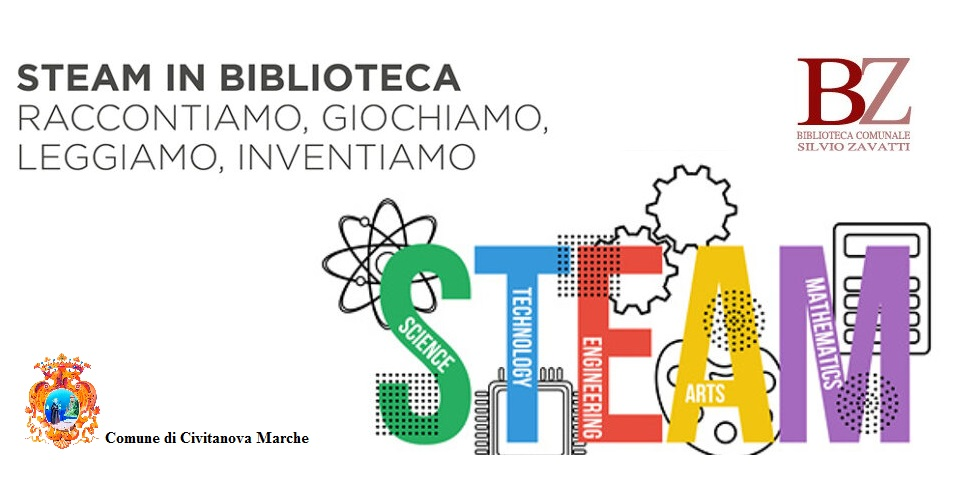 STEAM IN BIBLIOTECA
RACCONTIAMO, GIOCHIAMO,
LEGGIAMO, INVENTIAMO
BZ
BIBLIOTECA COMUNALE
SILVIO ZAVATTI
STEAM
SCIENCE
TECHNOLOGY
ENGINEERING
ARTS
MATHEMATICS
Comune di Civitanova Marche